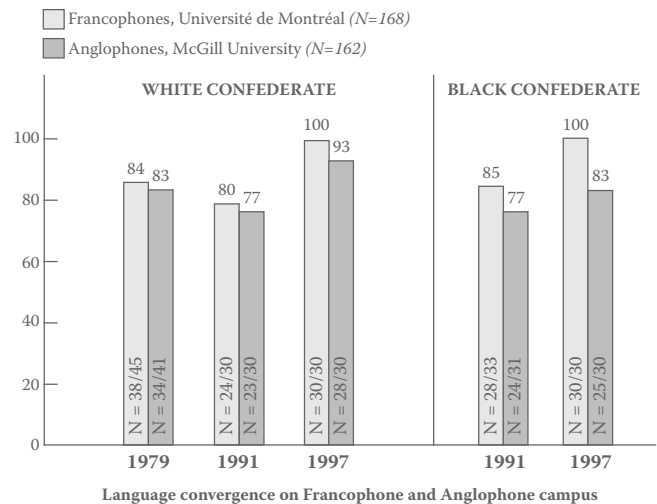 Francophones, Université de Montréal (N=168)
Anglophones, McGill University (N=162)
WHITE CONFEDERATE
BLACK CONFEDERATE
100
93
100
84
83
80
77
85
77
83
100
80
60
40
20
0
N = 38/45
N = 34/41
N = 24/30
N = 23/30
N = 30/30
N = 28/30
N = 28/33
N = 24/31
N = 30/30
N = 25/30
1979
1991
1997
1991
1997
Language convergence on Francophone and Anglophone campus